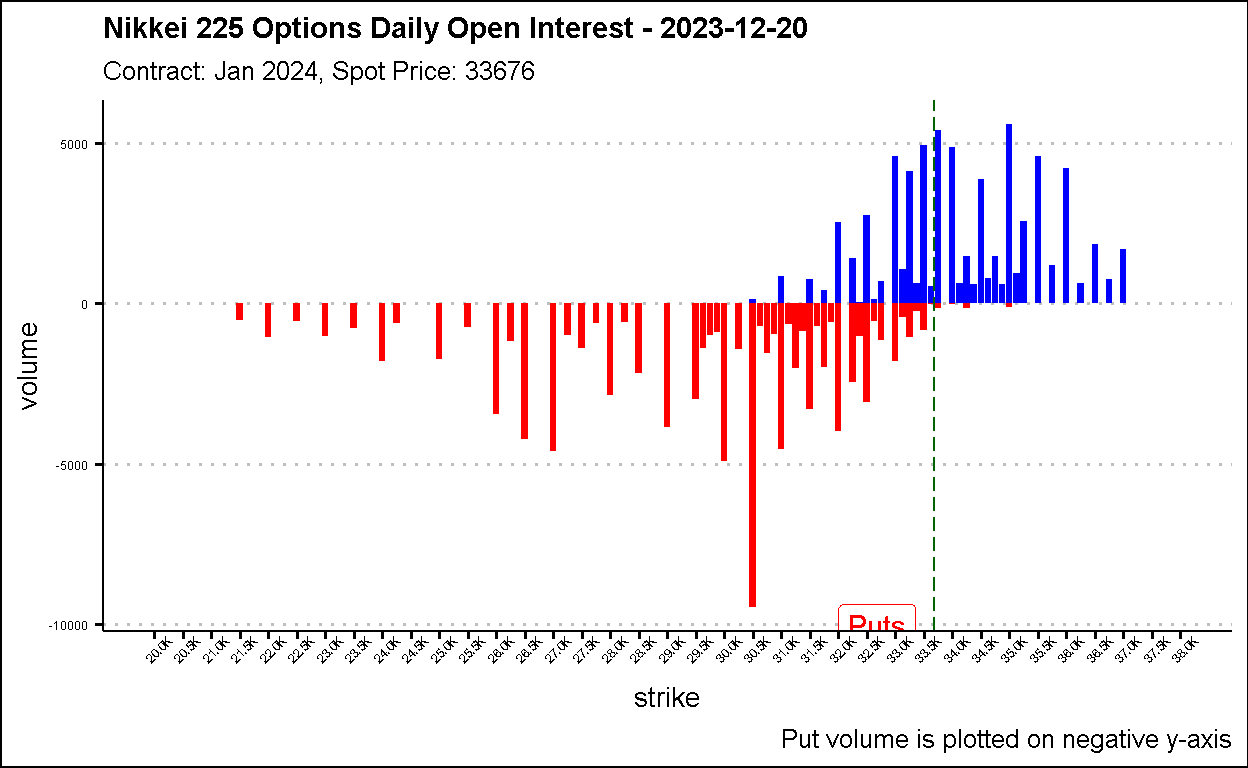 Nikkei 225 Options Daily Open Interest - 2023-12-20
Contract: Jan 2024, Spot Price: 33676
5000
0
-5000
-10000
volume
Puts
20.0K
20.5K
21.0K
21.5K
22.0K
22.5K
23.0K
23.5K
24.0K
24.5K
25.0K
25.5K
26.0K
26.5K
27.0K
27.5K
28.0K
28.5K
29.0K
29.5K
30.0K
30.5K
31.0K
31.5K
32.0K
32.5K
33.0K
33.5K
34.0K
34.5K
35.0K
35.5K
36.0K
36.5K
37.0K
37.5K
38.0K
strike
Put volume is plotted on negative y-axis